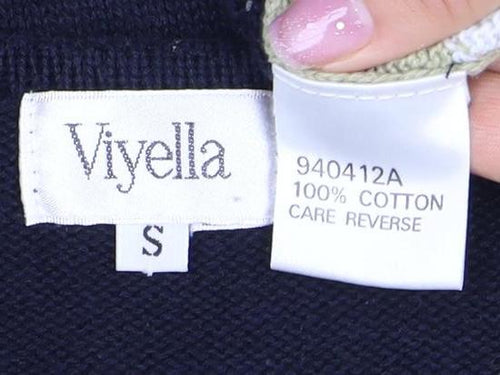 Viyella
S
940412A
100% COTTON
CARE REVERSE